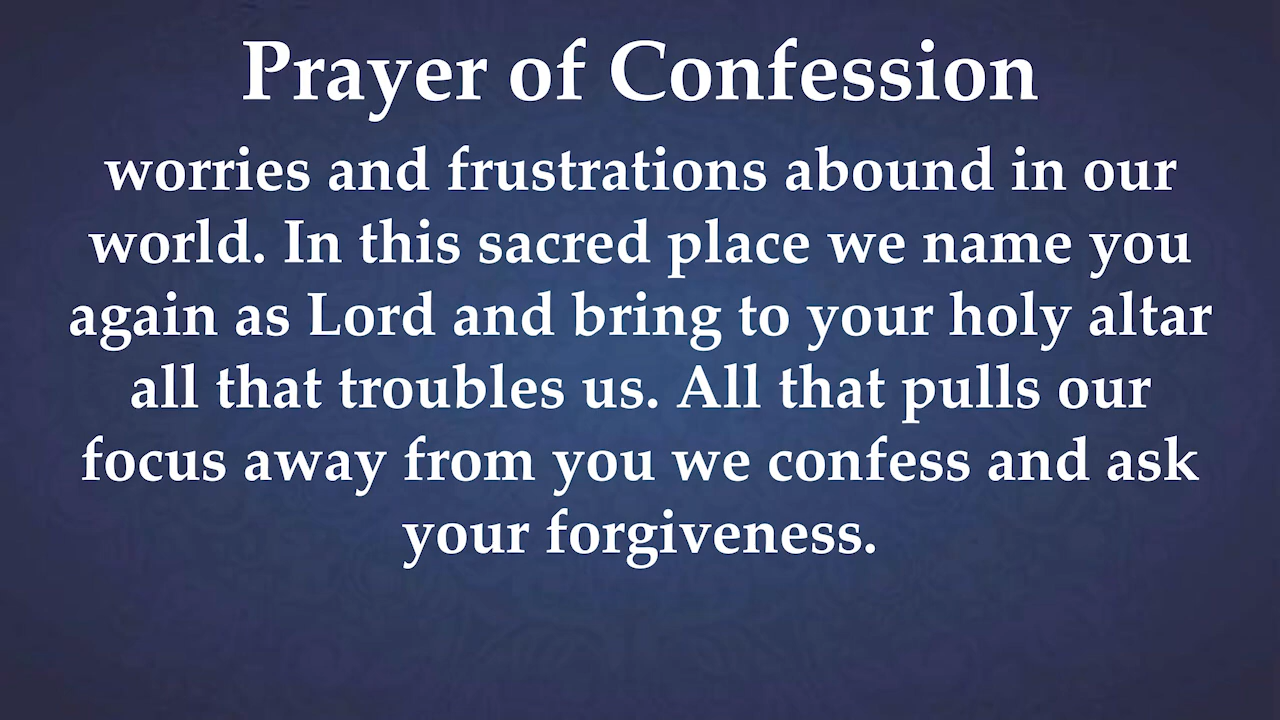 Prayer of Confession
worries and frustrations abound in our
world. In this sacred place we name you
again as Lord and bring to your holy altar
all that troubles us. All that pulls our
focus away from you we confess and ask
your forgiveness.